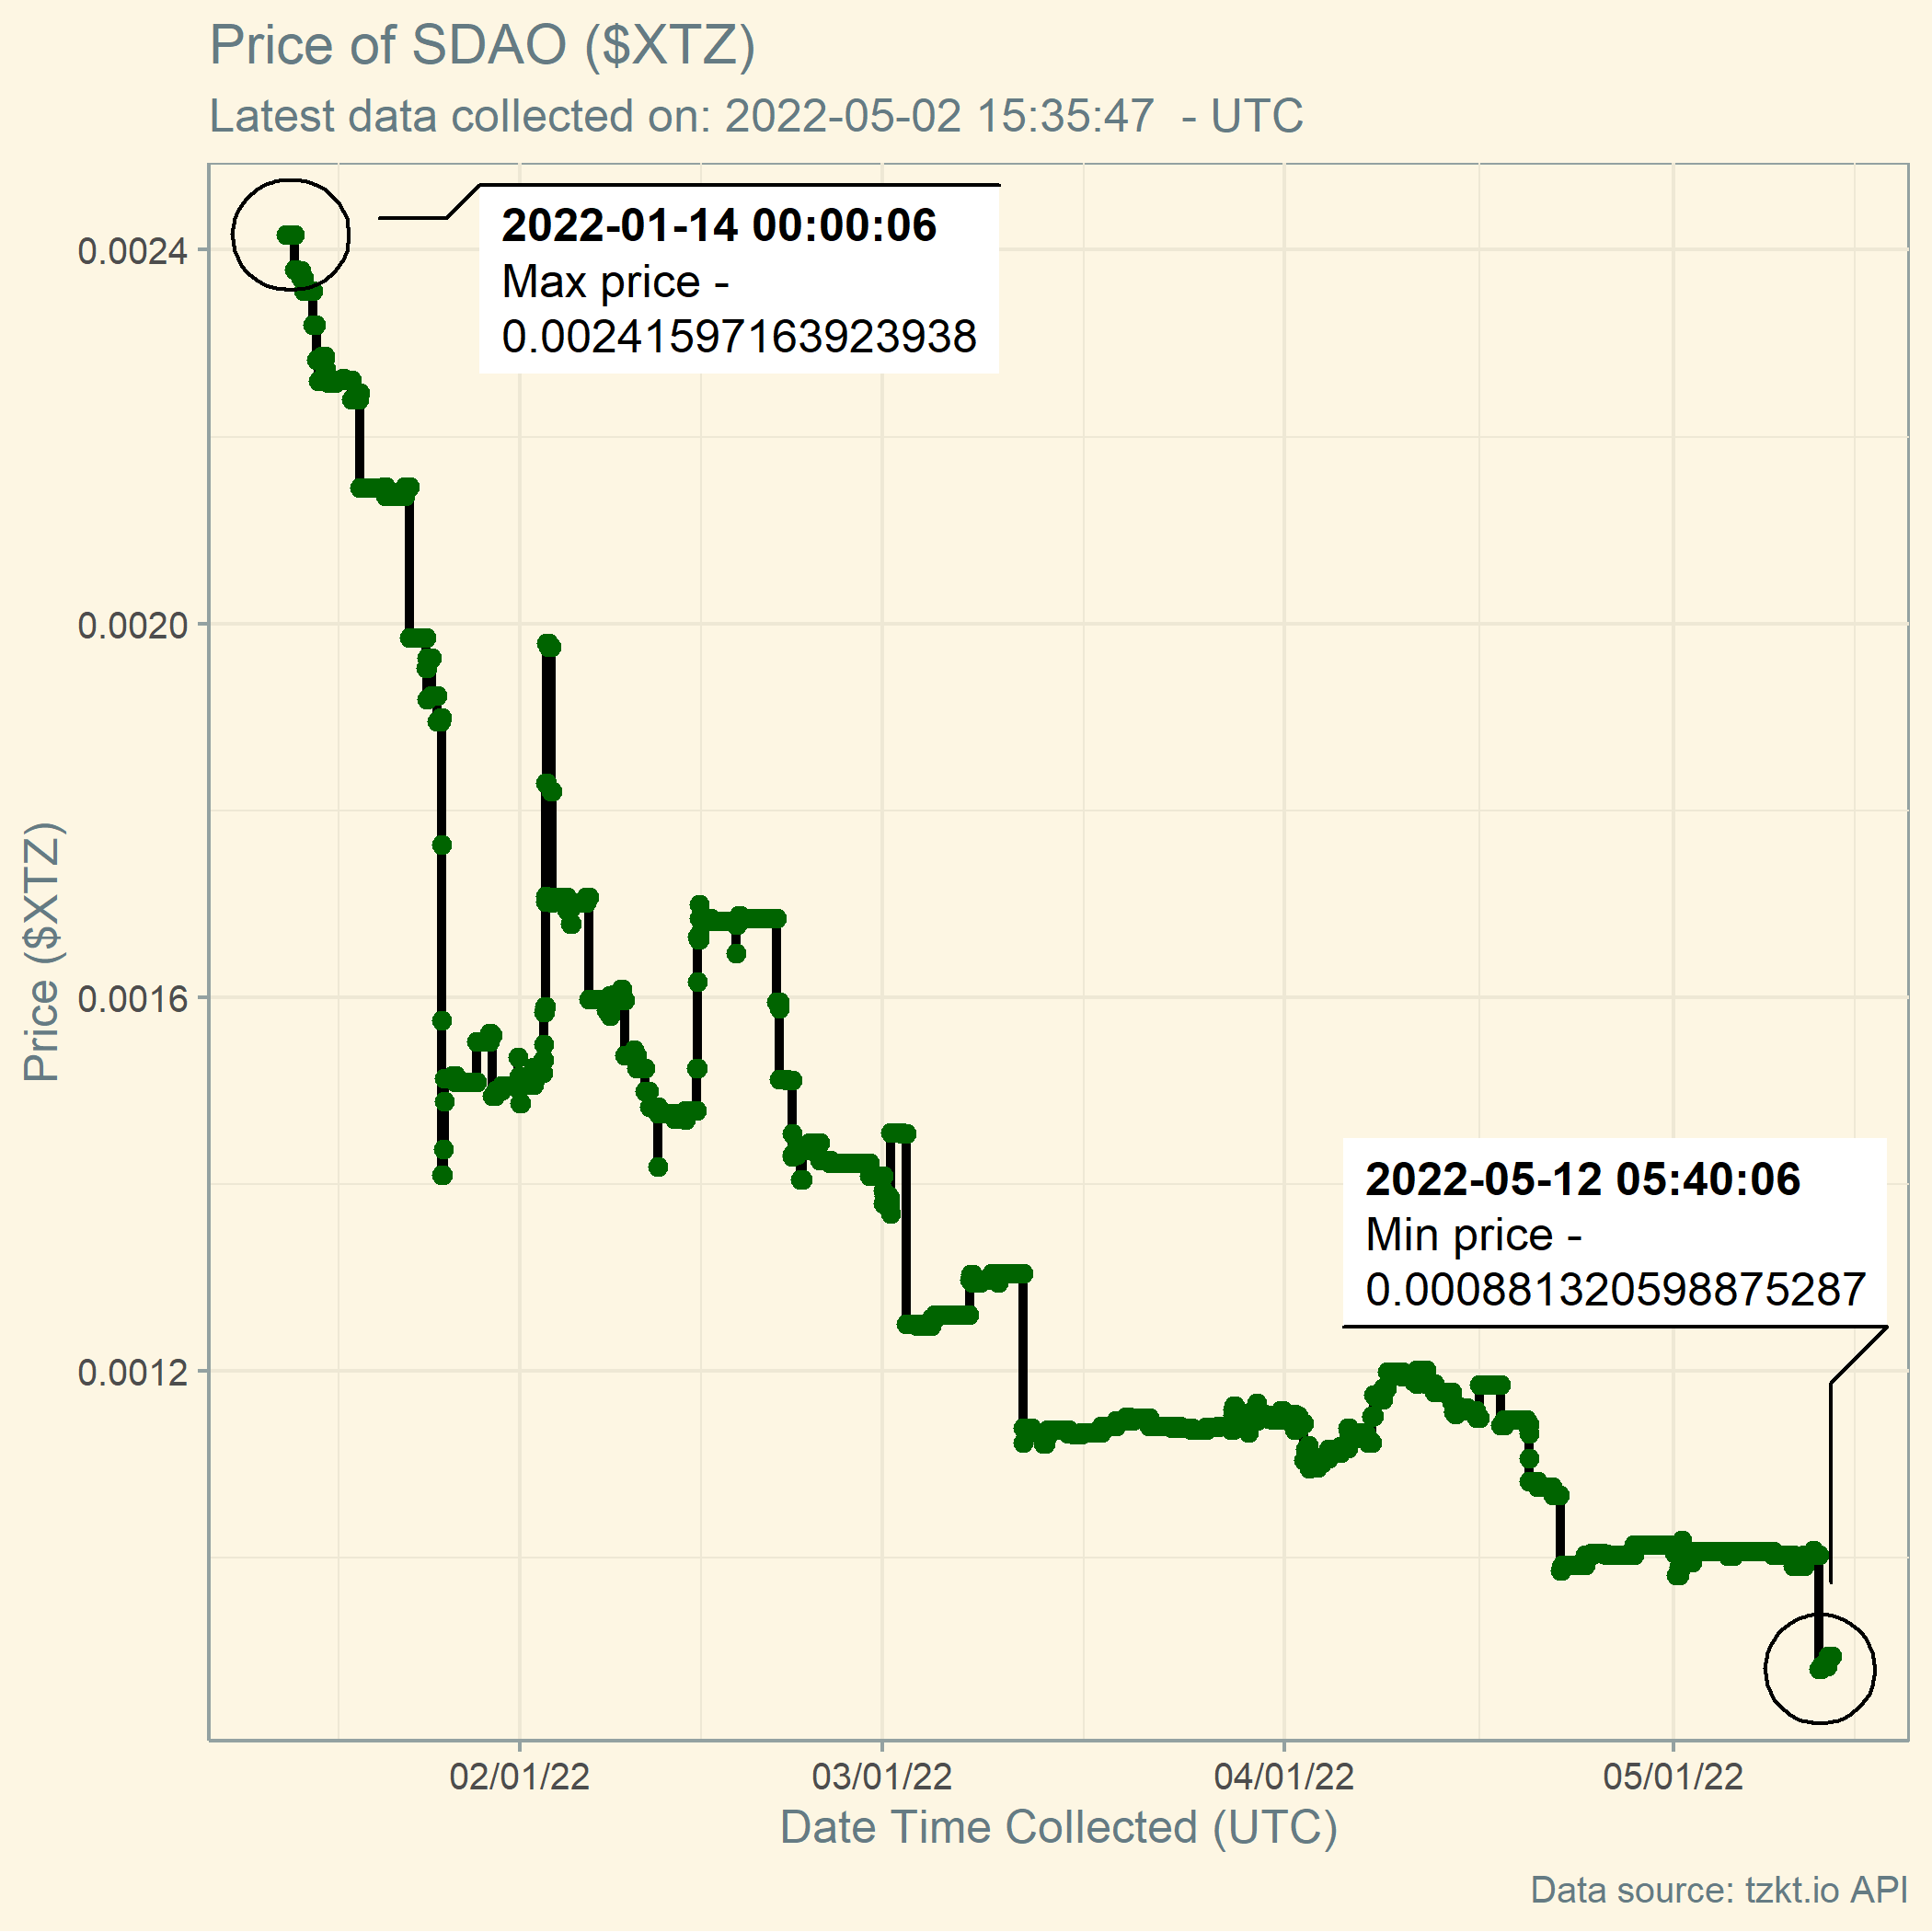 Price of SDAO ($XTZ)
Latest data collected on: 2022-05-02 15:35:47  - UTC
2022-01-14 00:00:06
Max price -
0.002415971639​23938
0.0024
0.0020
0.0016
0.0012
Price ($XTZ)
2022-05-12 05:40:06
Min price -
0.000881320598875287
02/01/22
03/01/22
04/01/22
05/01/22
Date Time Collected (UTC)
Data source: tzkt.io API